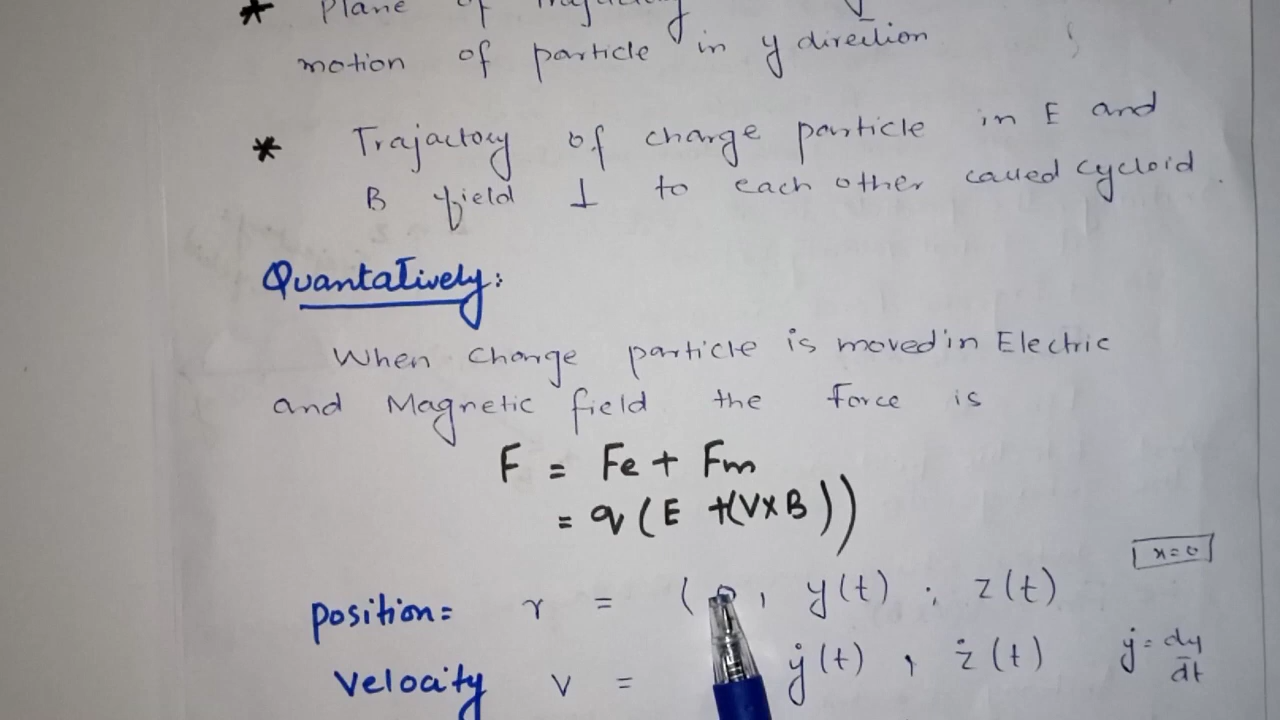 * Plane of
motion of particle in y direction
* Trajactory of charge particle in E and
B field ⊥ to each other called Cycloid.
Quantatively:
When charge particle is moved in Electric
and Magnetic field the force is
F = Fe + Fm
= q (E +(V×B))
x=0
position= r = (0, y(t), z(t)
Velocity V = ẏ(t), ż(t) ẏ = dy/dt